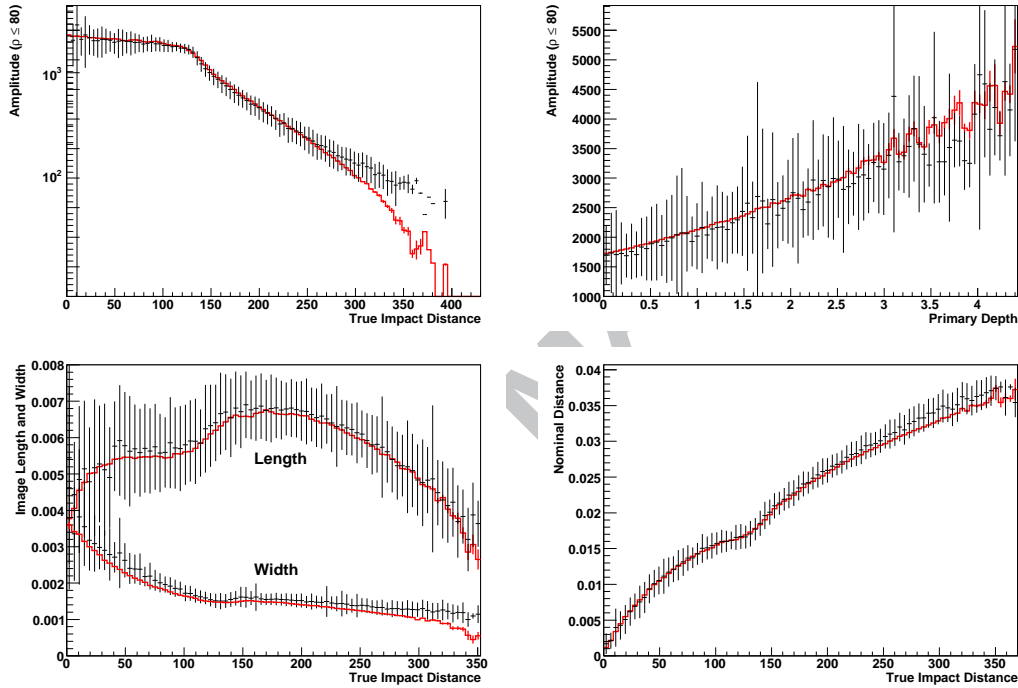 Amplitude (ρ ≤ 80)
10³
10²
0 50 100 150 200 250 300 350 400
True Impact Distance
Amplitude (ρ ≤ 80)
5500
5000
4500
4000
3500
3000
2500
2000
1500
1000
0.5 1 1.5 2 2.5 3 3.5 4
Primary Depth
Image Length and Width
0.008
0.007
0.006
0.005
0.004
0.003
0.002
0.001
0
Length
Width
0 50 100 150 200 250 300 350
True Impact Distance
Nominal Distance
0.04
0.035
0.03
0.025
0.02
0.015
0.01
0.005
0
0 50 100 150 200 250 300 350
True Impact Distance